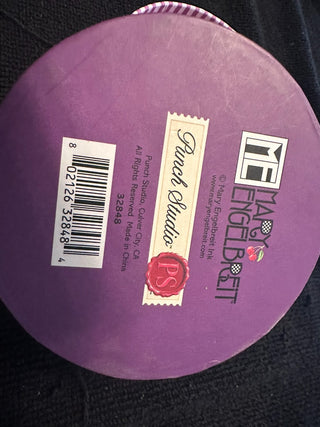 ME
MARY
ENGELBREIT
© Mary Engelbreit Ink
www.maryengelbreit.com
Punch Studio™
PS
Punch Studio, Culver City, CA
All Rights Reserved Made in China
32848
8 02126 32848 4